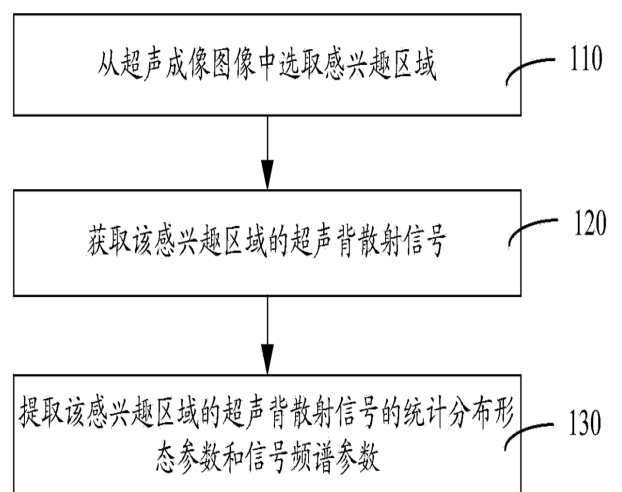 从超声成像图像中选取感兴趣区域
110
获取该感兴趣区域的超声背散射信号
120
提取该感兴趣区域的超声背散射信号的统计分布形
态参数和信号频谱参数
130